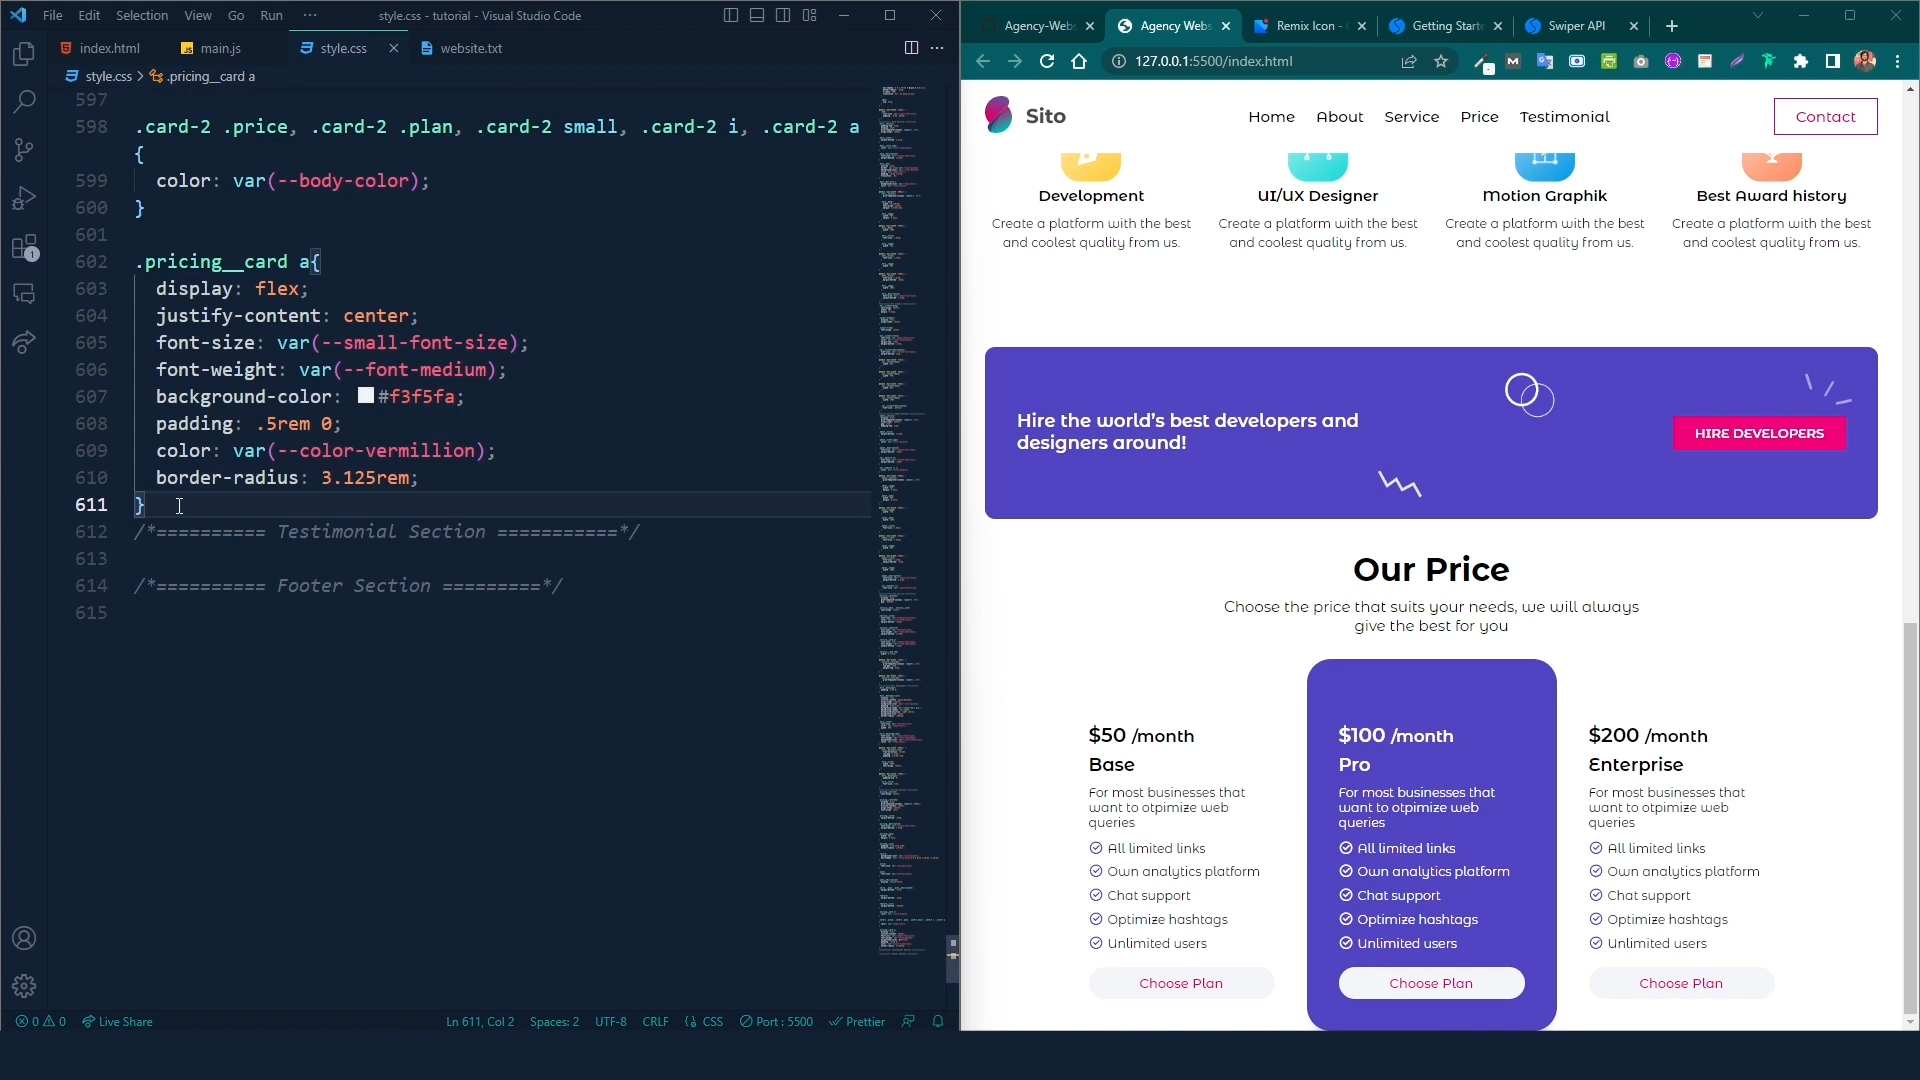 File Edit Selection View Go Run ··· style.css - tutorial - Visual Studio Code
index.html main.js style.css website.txt
style.css > .pricing__card a
597
598 .card-2 .price, .card-2 .plan, .card-2 small, .card-2 i, .card-2 a
{
599 color: var(--body-color);
600 }
601
602 .pricing__card a{
603 display: flex;
604 justify-content: center;
605 font-size: var(--small-font-size);
606 font-weight: var(--font-medium);
607 background-color: #f3f5fa;
608 padding: .5rem 0;
609 color: var(--color-vermillion);
610 border-radius: 3.125rem;
611 }
612 /*========== Testimonial Section ===========*/
613
614 /*========== Footer Section =========*/
615
1
0 0 Live Share Ln 611, Col 2 Spaces: 2 UTF-8 CRLF {} CSS Port : 5500 Prettier
Agency-Web Agency Webs Remix Icon - Getting Starte Swiper API
127.0.0.1:5500/index.html
Sito
Home About Service Price Testimonial Contact
Development UI/UX Designer Motion Graphik Best Award history
Create a platform with the best Create a platform with the best Create a platform with the best Create a platform with the best
and coolest quality from us. and coolest quality from us. and coolest quality from us. and coolest quality from us.
Hire the world's best developers and
designers around!
HIRE DEVELOPERS
Our Price
Choose the price that suits your needs, we will always
give the best for you
$50 /month
Base
For most businesses that
want to otpimize web
queries
All limited links
Own analytics platform
Chat support
Optimize hashtags
Unlimited users
Choose Plan
$100 /month
Pro
For most businesses that
want to otpimize web
queries
All limited links
Own analytics platform
Chat support
Optimize hashtags
Unlimited users
Choose Plan
$200 /month
Enterprise
For most businesses that
want to otpimize web
queries
All limited links
Own analytics platform
Chat support
Optimize hashtags
Unlimited users
Choose Plan